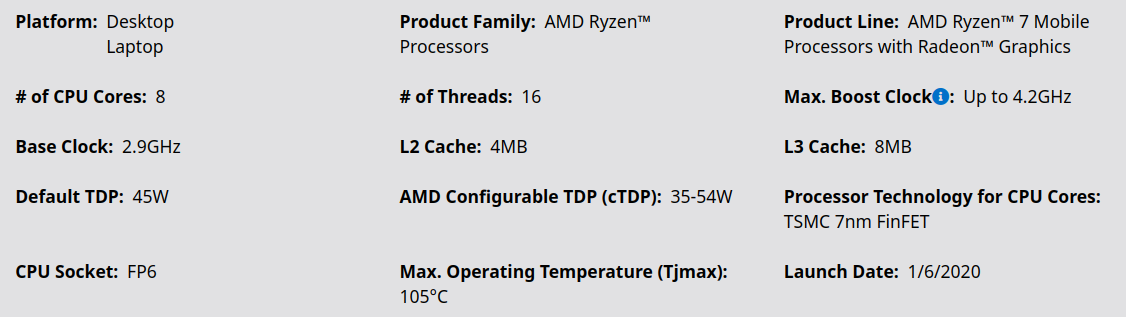 Platform: Desktop
Laptop
Product Family: AMD Ryzen™
Processors
Product Line: AMD Ryzen™ 7 Mobile
Processors with Radeon™ Graphics
# of CPU Cores: 8
# of Threads: 16
Max. Boost Clock: Up to 4.2GHz
Base Clock: 2.9GHz
L2 Cache: 4MB
L3 Cache: 8MB
Default TDP: 45W
AMD Configurable TDP (cTDP): 35-54W
Processor Technology for CPU Cores:
TSMC 7nm FinFET
CPU Socket: FP6
Max. Operating Temperature (Tjmax):
105°C
Launch Date: 1/6/2020